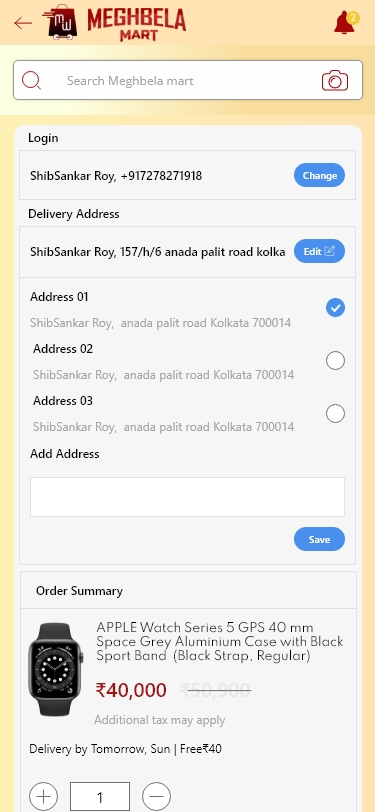 MW
MEGHBELA
MART
2
Search Meghbela mart
Login
ShibSankar Roy, +917278271918
Change
Delivery Address
ShibSankar Roy, 157/h/6 anada palit road kolka
Edit
Address 01
ShibSankar Roy,  anada palit road Kolkata 700014
Address 02
ShibSankar Roy,  anada palit road Kolkata 700014
Address 03
ShibSankar Roy,  anada palit road Kolkata 700014
Add Address
Save
Order Summary
APPLE Watch Series 5 GPS 40 mm
Space Grey Aluminium Case with Black
Sport Band  (Black Strap, Regular)
₹40,000 ₹50,900
Additional tax may apply
Delivery by Tomorrow, Sun | Free₹40
1